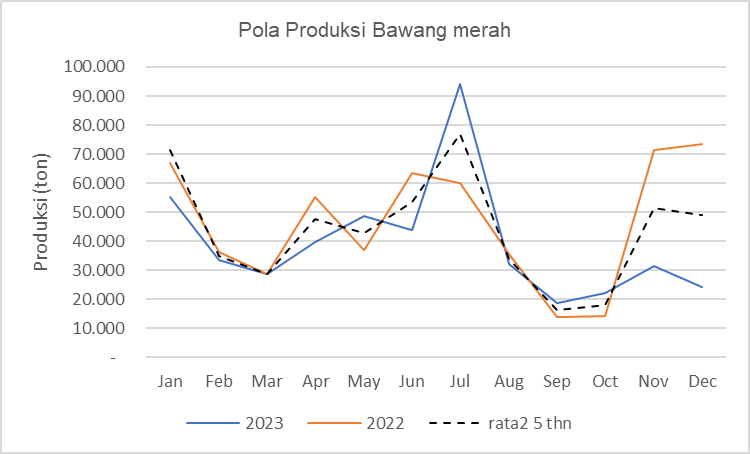 Pola Produksi Bawang merah
Produksi (ton)
100.000
90.000
80.000
70.000
60.000
50.000
40.000
30.000
20.000
10.000
-
Jan Feb Mar Apr May Jun Jul Aug Sep Oct Nov Dec
2023 2022 rata2 5 thn